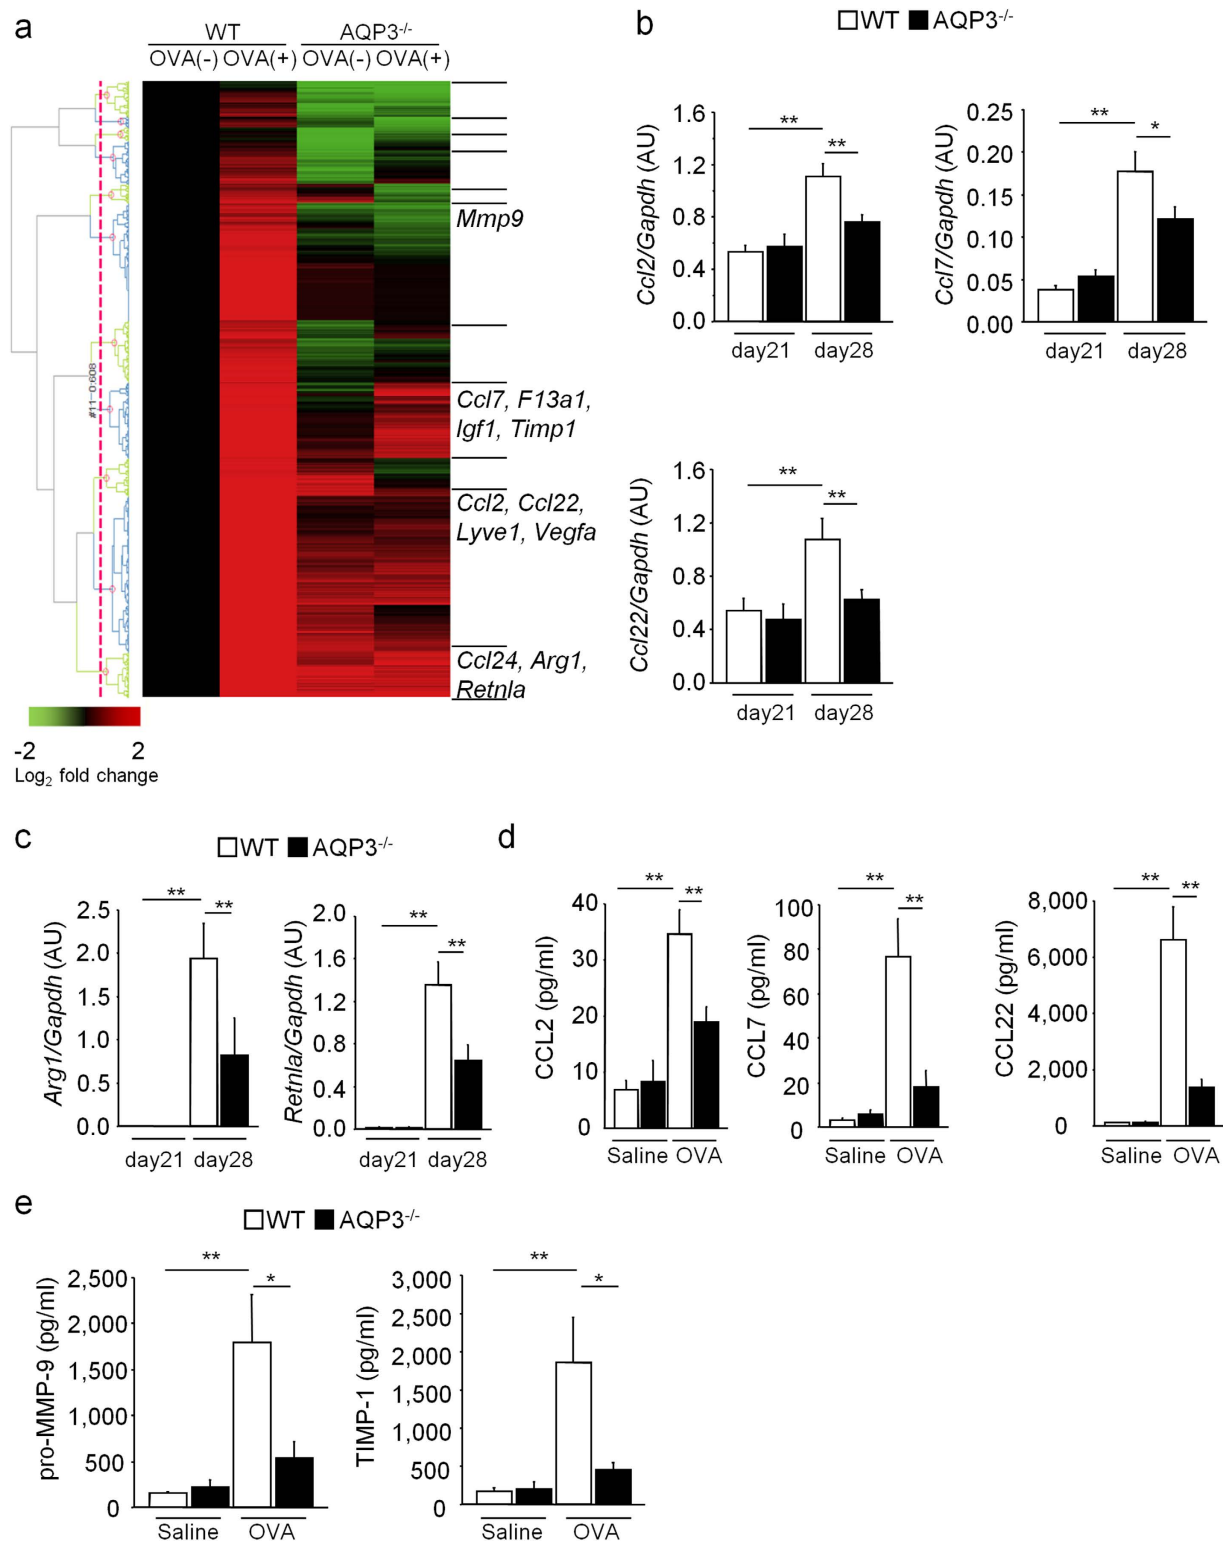 a
WT AQP3-/-
OVA(-) OVA(+) OVA(-) OVA(+)
#11-0.608
Mmp9
Ccl7, F13a1,
Igf1, Timp1
Ccl2, Ccl22,
Lyve1, Vegfa
Ccl24, Arg1,
Retnla
-2 2
Log2 fold change
b
WT AQP3-/-
Ccl2/Gapdh (AU)
1.6
1.2
0.8
0.4
0.0
**
**
day21 day28
Ccl7/Gapdh (AU)
0.25
0.20
0.15
0.10
0.05
0.00
**
*
day21 day28
Ccl22/Gapdh (AU)
1.6
1.2
0.8
0.4
0.0
**
**
day21 day28
c
WT AQP3-/-
Arg1/Gapdh (AU)
2.5
2.0
1.5
1.0
0.5
0.0
**
**
day21 day28
Retnla/Gapdh (AU)
2.0
1.6
1.2
0.8
0.4
0.0
**
**
day21 day28
d
CCL2 (pg/ml)
40
30
20
10
0
**
**
Saline OVA
CCL7 (pg/ml)
100
80
60
40
20
0
**
**
Saline OVA
CCL22 (pg/ml)
8,000
6,000
4,000
2,000
0
**
**
Saline OVA
e
WT AQP3-/-
pro-MMP-9 (pg/ml)
2,500
2,000
1,500
1,000
500
0
**
*
Saline OVA
TIMP-1 (pg/ml)
3,000
2,500
2,000
1,500
1,000
500
0
**
*
Saline OVA